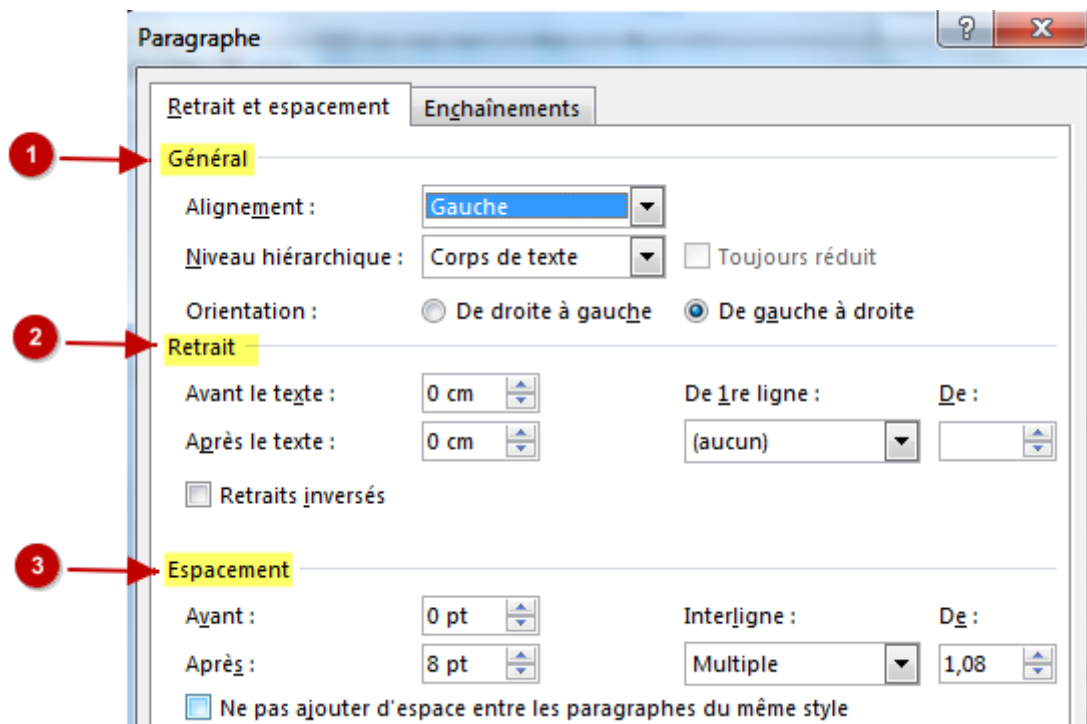 Paragraphe
Retrait et espacement Enchaînements
1 Général
Alignement : Gauche
Niveau hiérarchique : Corps de texte Toujours réduit
Orientation : De droite à gauche De gauche à droite
2 Retrait
Avant le texte : 0 cm De 1re ligne : De :
Après le texte : 0 cm (aucun)
Retraits inversés
3 Espacement
Avant : 0 pt Interligne : De :
Après : 8 pt Multiple 1,08
Ne pas ajouter d'espace entre les paragraphes du même style